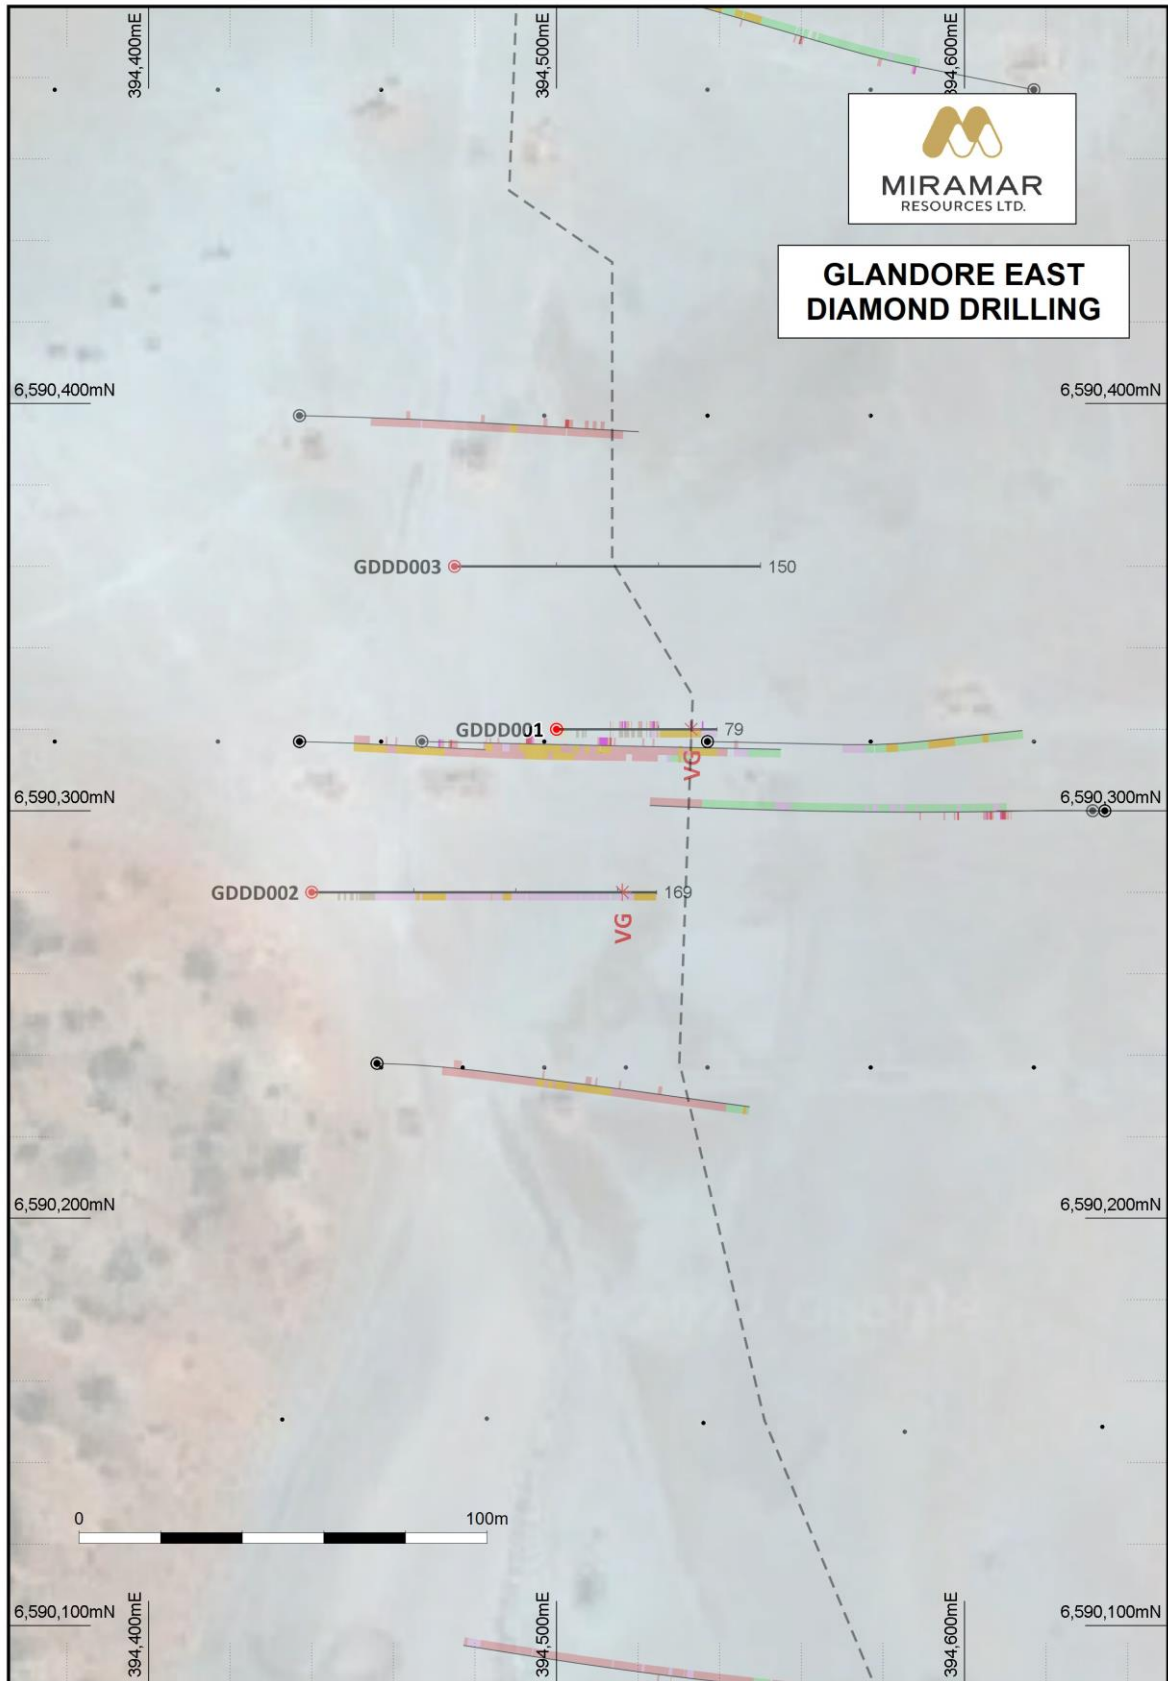 394,400mE
394,500mE
394,600mE
MIRAMAR
RESOURCES LTD.
GLANDORE EAST
DIAMOND DRILLING
6,590,400mN
6,590,400mN
GDDD003
150
GDDD001
79
VG
6,590,300mN
6,590,300mN
GDDD002
169
VG
6,590,200mN
6,590,200mN
0
100m
6,590,100mN
6,590,100mN
394,400mE
394,500mE
394,600mE